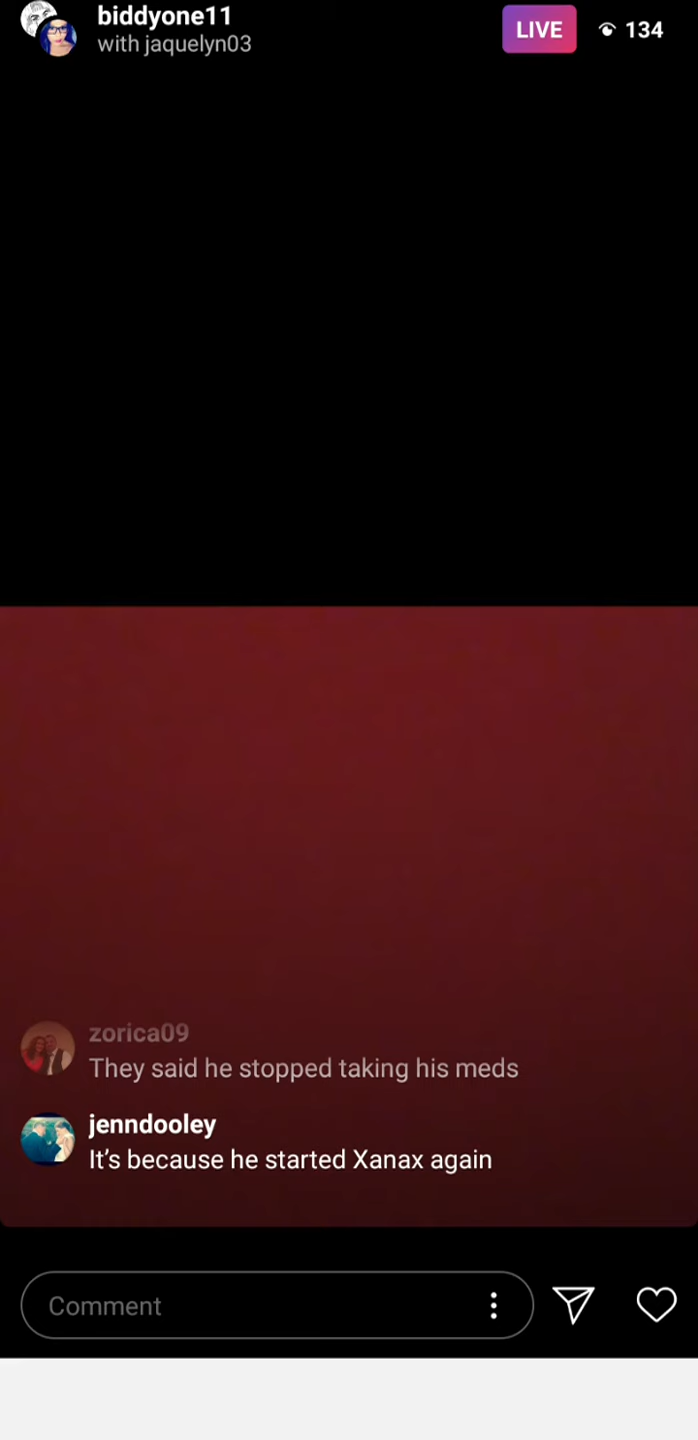 biddyone11
with jaquelyn03
LIVE
134
zorica09
They said he stopped taking his meds
jenndooley
It's because he started Xanax again
Comment